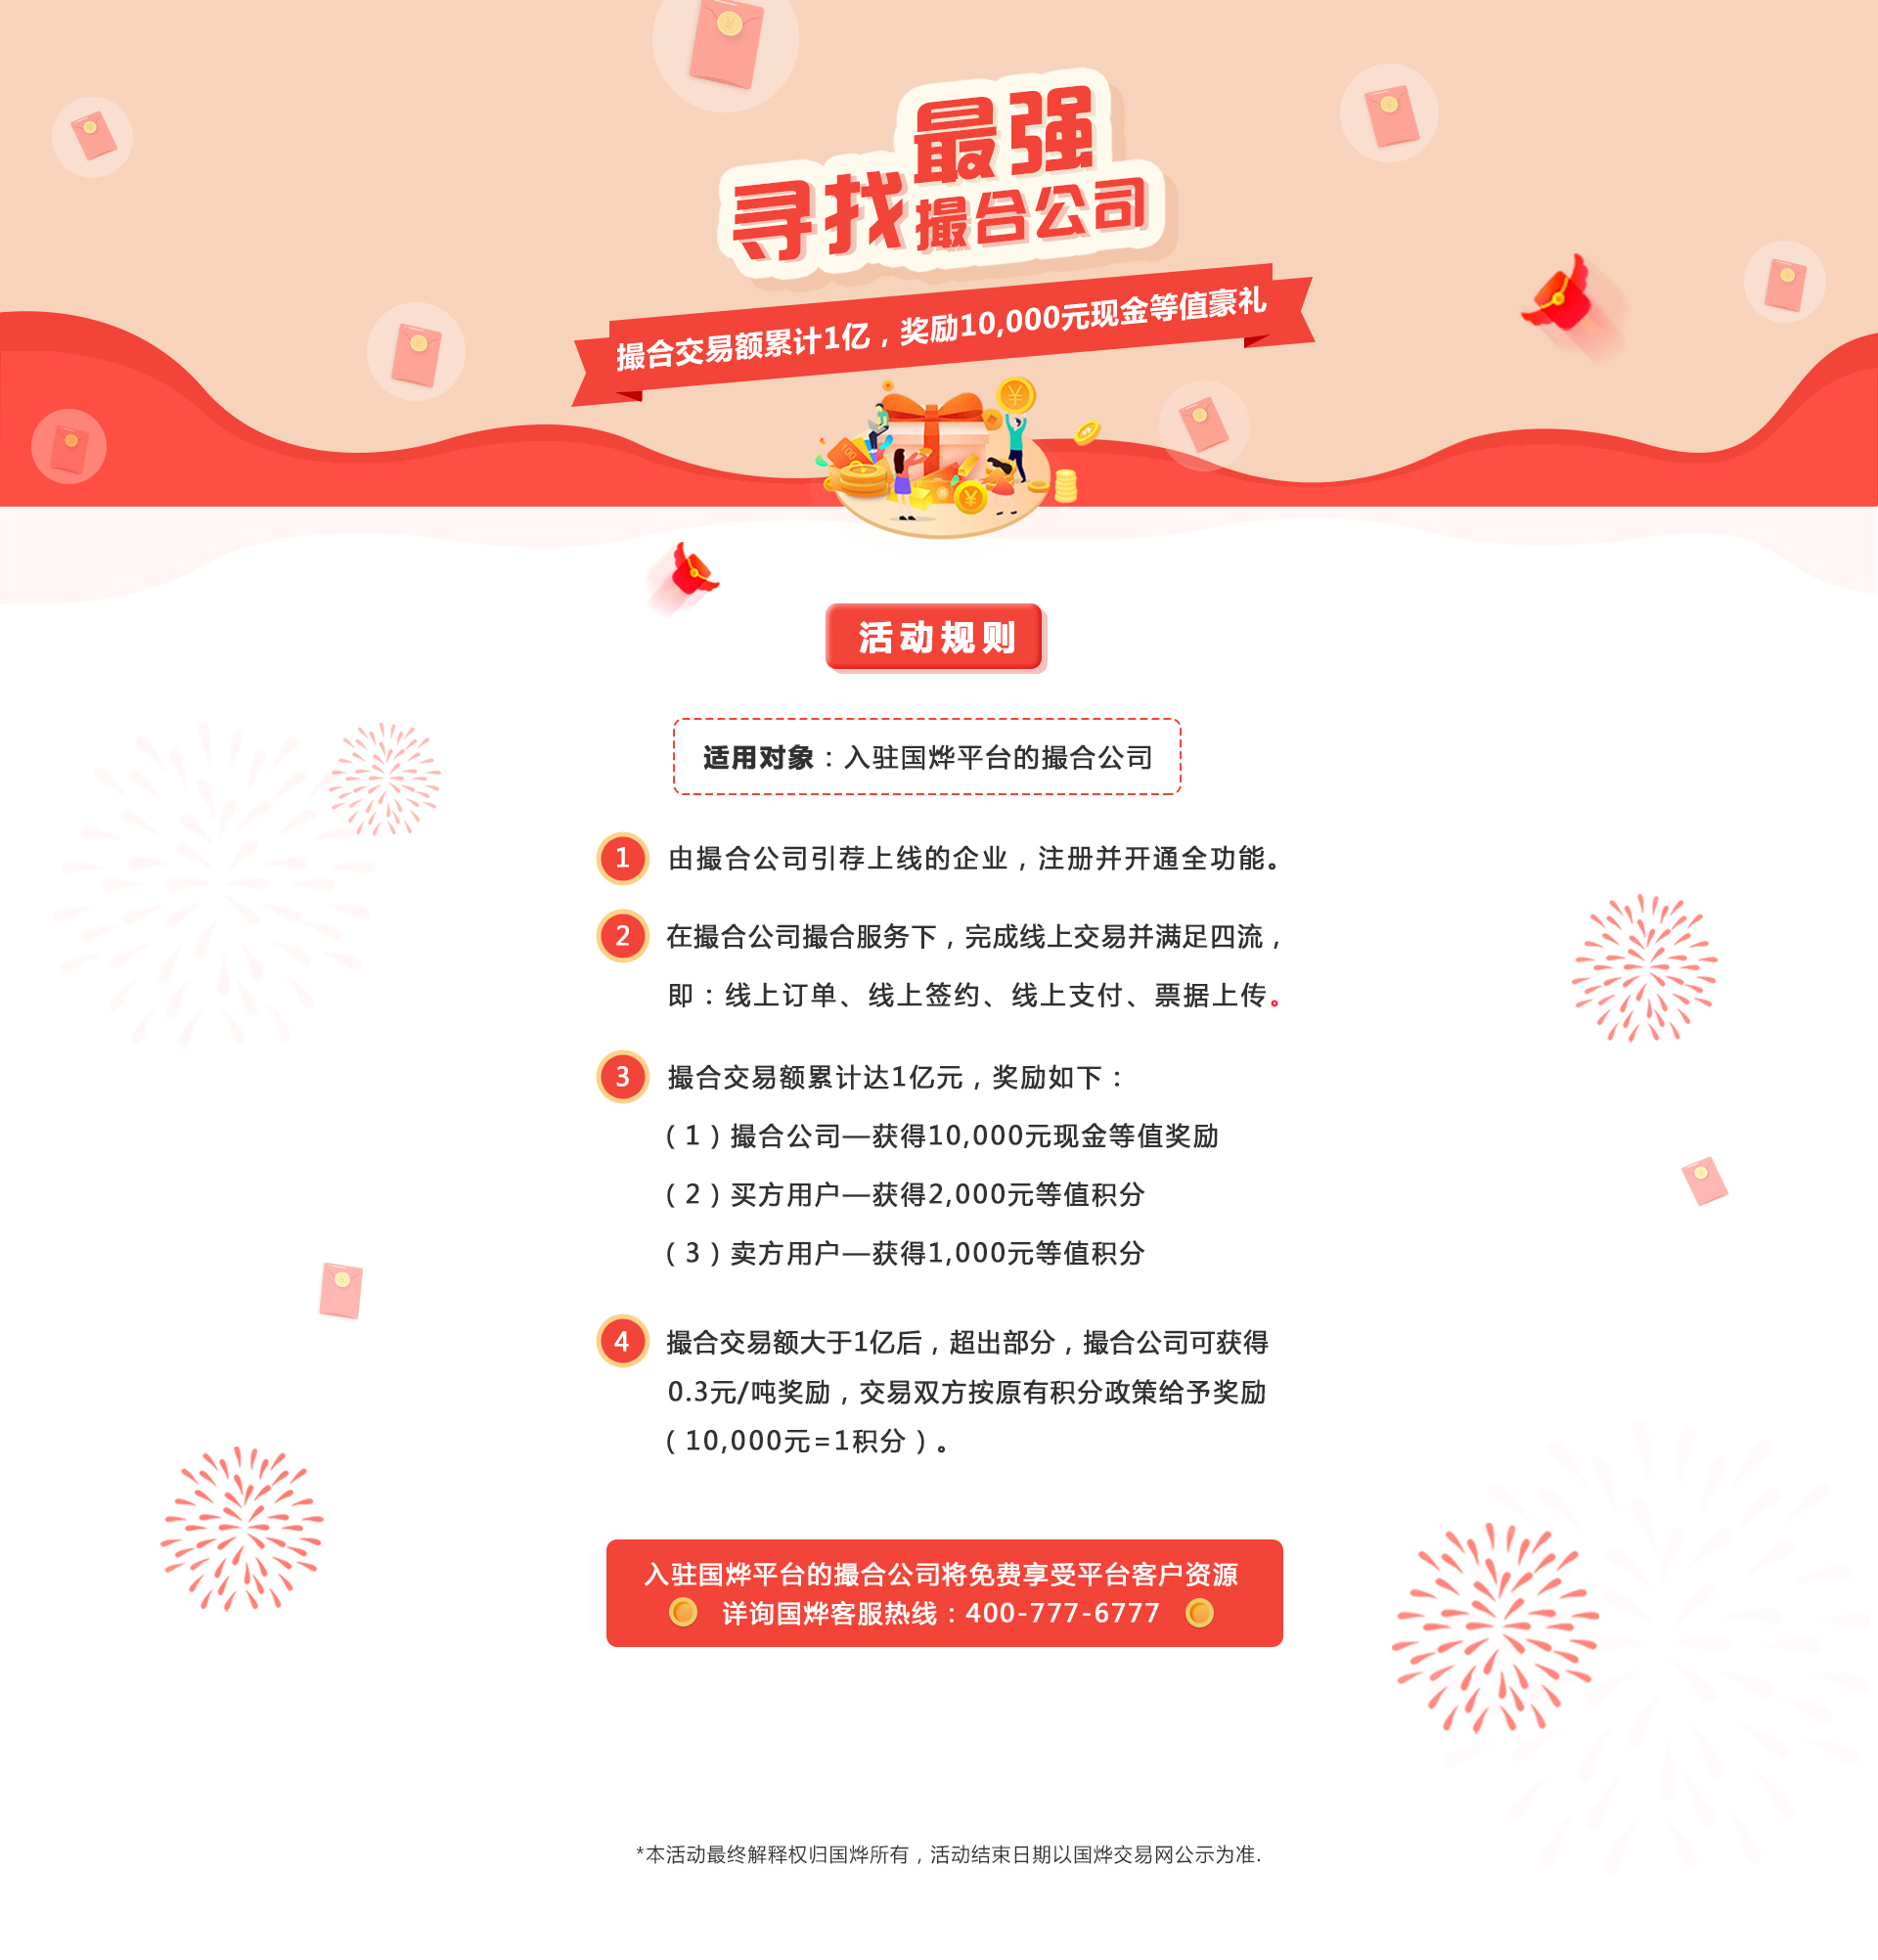 寻找最强
撮合公司
撮合交易额累计1亿，奖励10,000元现金等值豪礼
活动规则
适用对象：入驻国烨平台的撮合公司
1 由撮合公司引荐上线的企业，注册并开通全功能。
2 在撮合公司撮合服务下，完成线上交易并满足四流，
即：线上订单、线上签约、线上支付、票据上传。
3 撮合交易额累计达1亿元，奖励如下：
（1）撮合公司—获得10,000元现金等值奖励
（2）买方用户—获得2,000元等值积分
（3）卖方用户—获得1,000元等值积分
4 撮合交易额大于1亿后，超出部分，撮合公司可获得
0.3元/吨奖励，交易双方按原有积分政策给予奖励
（10,000元=1积分）。
入驻国烨平台的撮合公司将免费享受平台客户资源
详询国烨客服热线：400-777-6777
*本活动最终解释权归国烨所有，活动结束日期以国烨交易网公示为准.